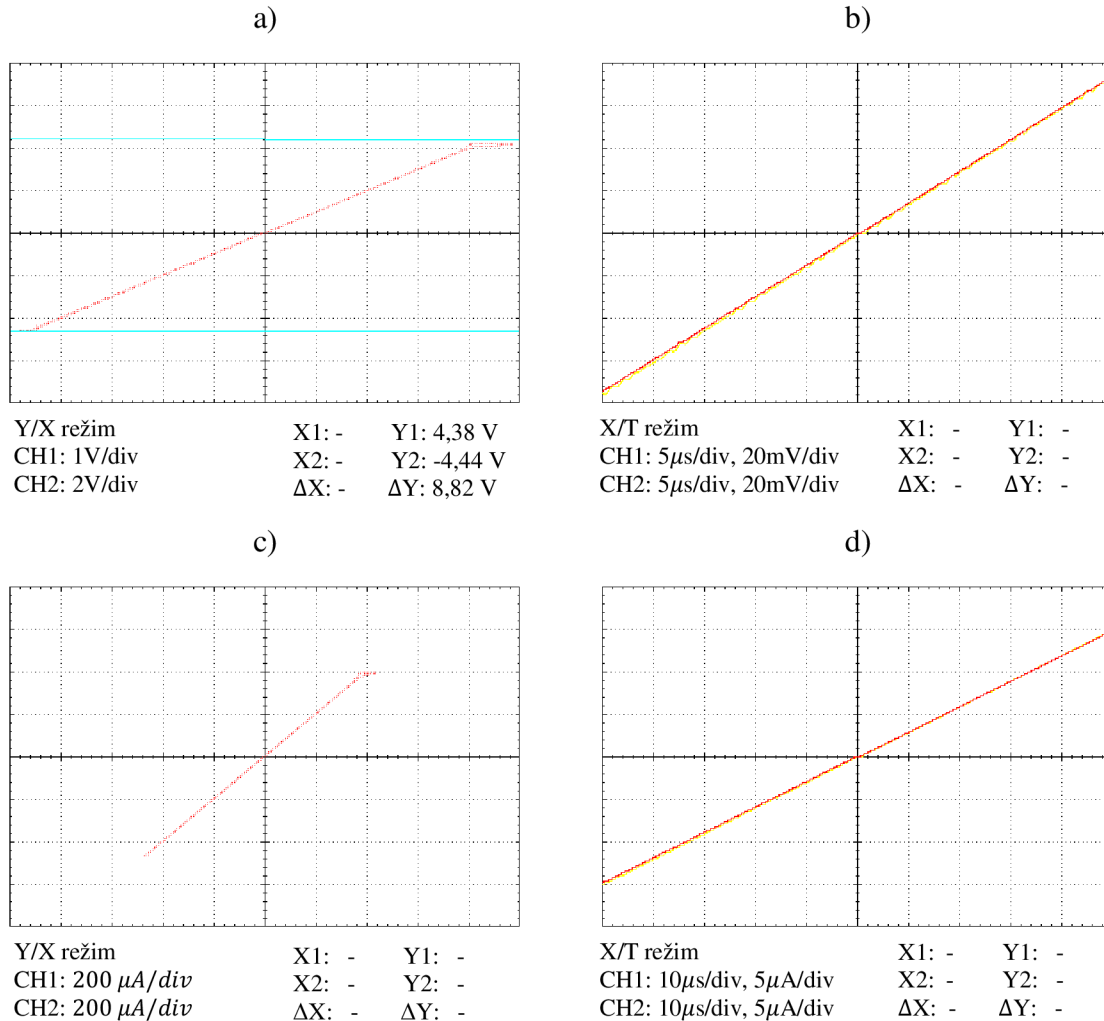 a)
Y/X režim
CH1: 1V/div
CH2: 2V/div
X1: - Y1: 4,38 V
X2: - Y2: -4,44 V
ΔX: - ΔY: 8,82 V
b)
X/T režim
CH1: 5μs/div, 20mV/div
CH2: 5μs/div, 20mV/div
X1: - Y1: -
X2: - Y2: -
ΔX: - ΔY: -
c)
Y/X režim
CH1: 200 μA/div
CH2: 200 μA/div
X1: - Y1: -
X2: - Y2: -
ΔX: - ΔY: -
d)
X/T režim
CH1: 10μs/div, 5μA/div
CH2: 10μs/div, 5μA/div
X1: - Y1: -
X2: - Y2: -
ΔX: - ΔY: -